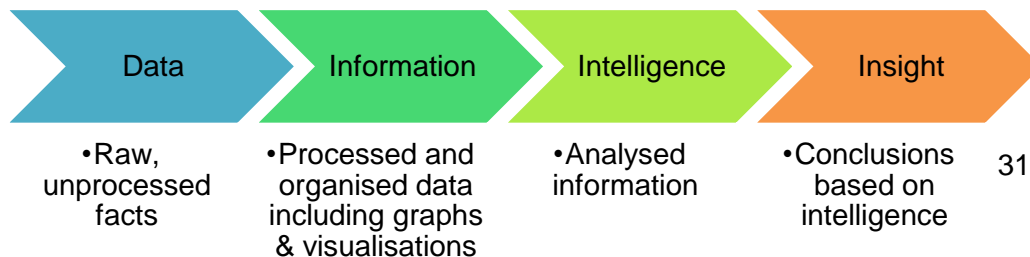 Data
Information
Intelligence
Insight
•Raw,
unprocessed
facts
•Processed and
organised data
including graphs
& visualisations
•Analysed
information
•Conclusions
based on
intelligence
31